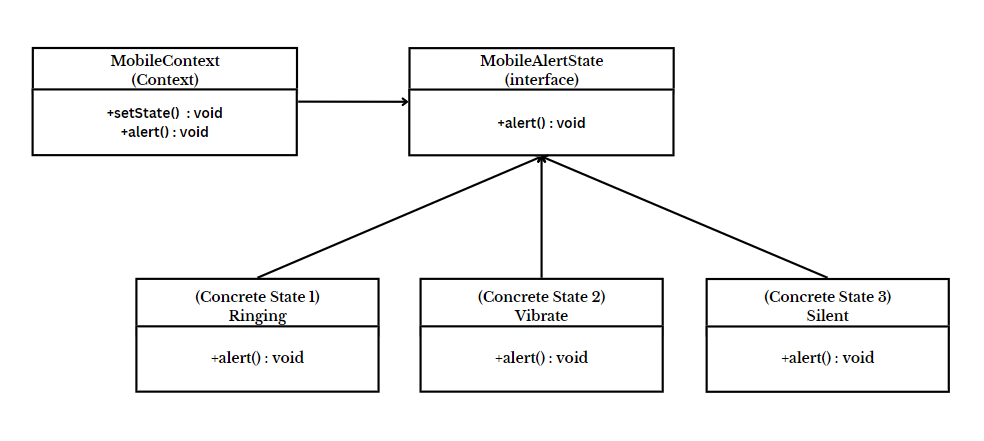 MobileContext
(Context)
+setState() : void
+alert() : void
MobileAlertState
(interface)
+alert() : void
(Concrete State 1)
Ringing
+alert() : void
(Concrete State 2)
Vibrate
+alert() : void
(Concrete State 3)
Silent
+alert() : void